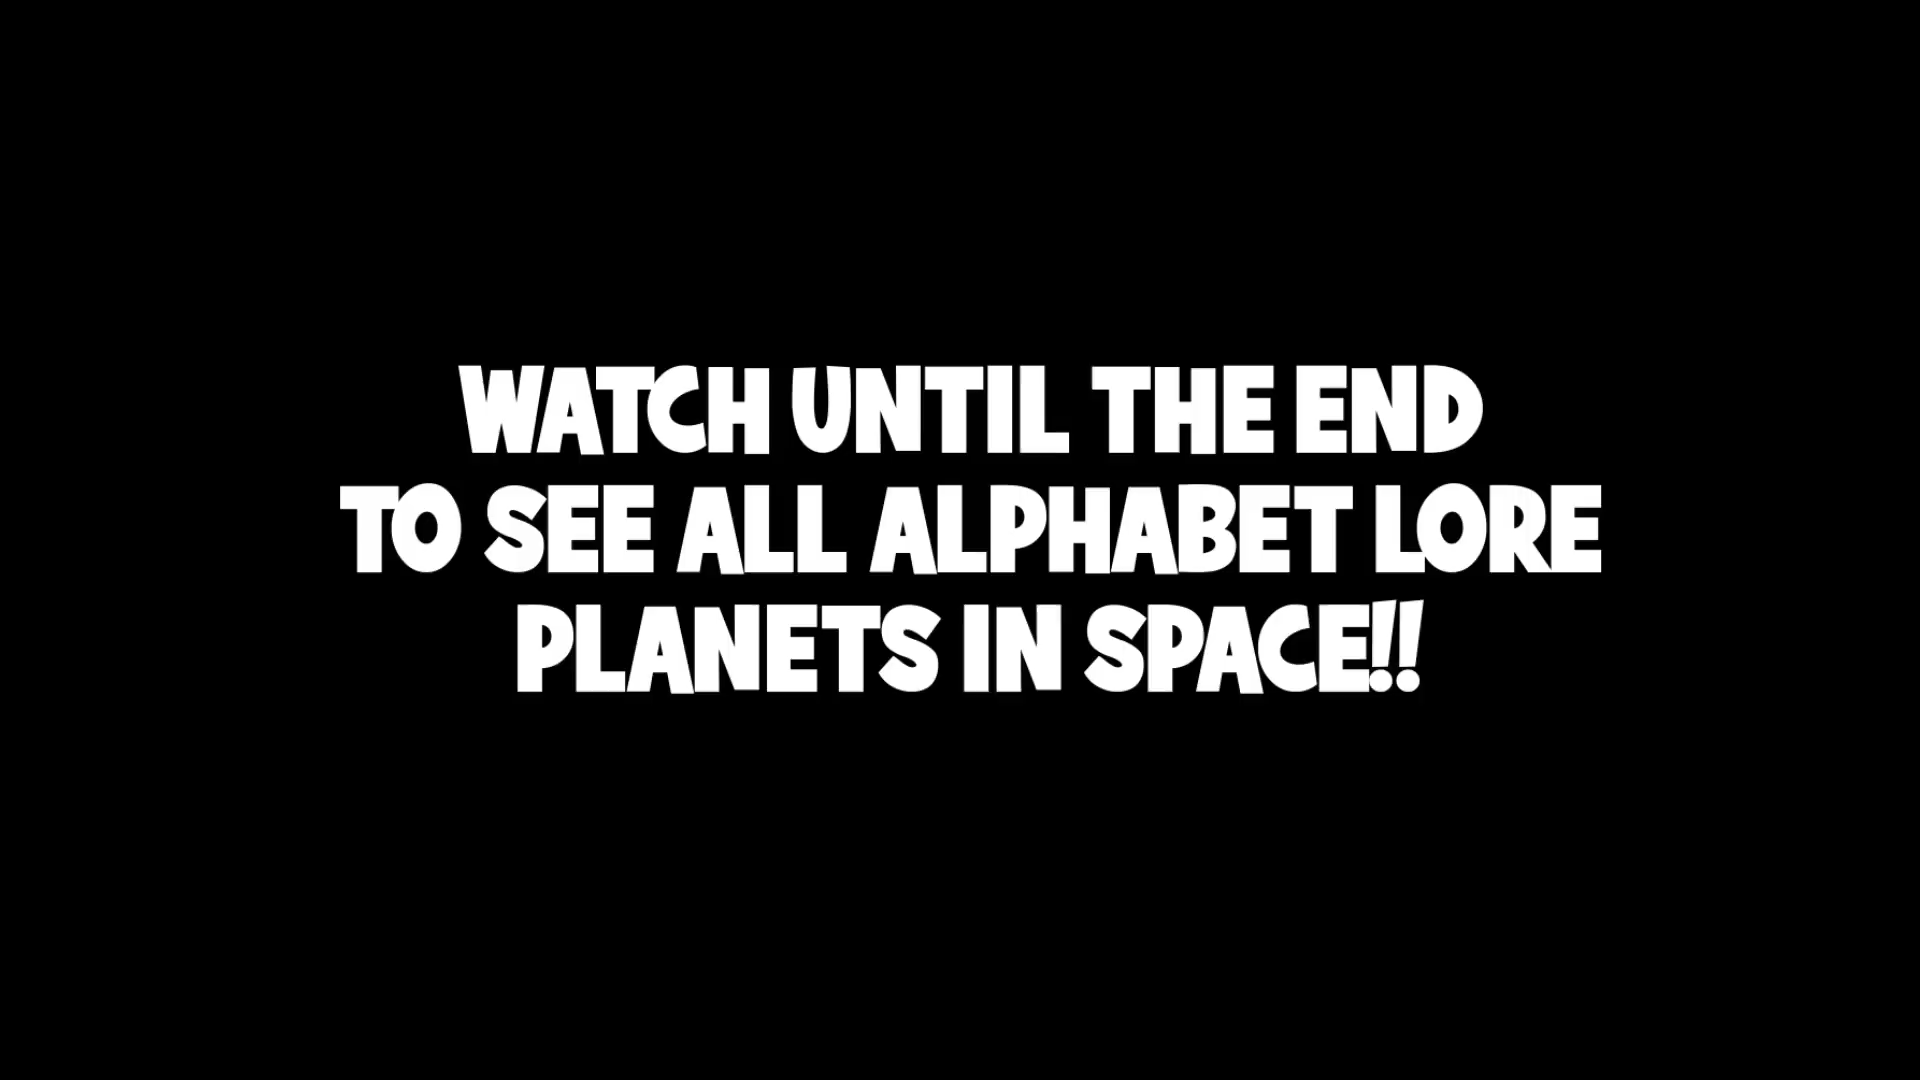 WATCH UNTIL THE END
TO SEE ALL ALPHABET LORE
PLANETS IN SPACE!!